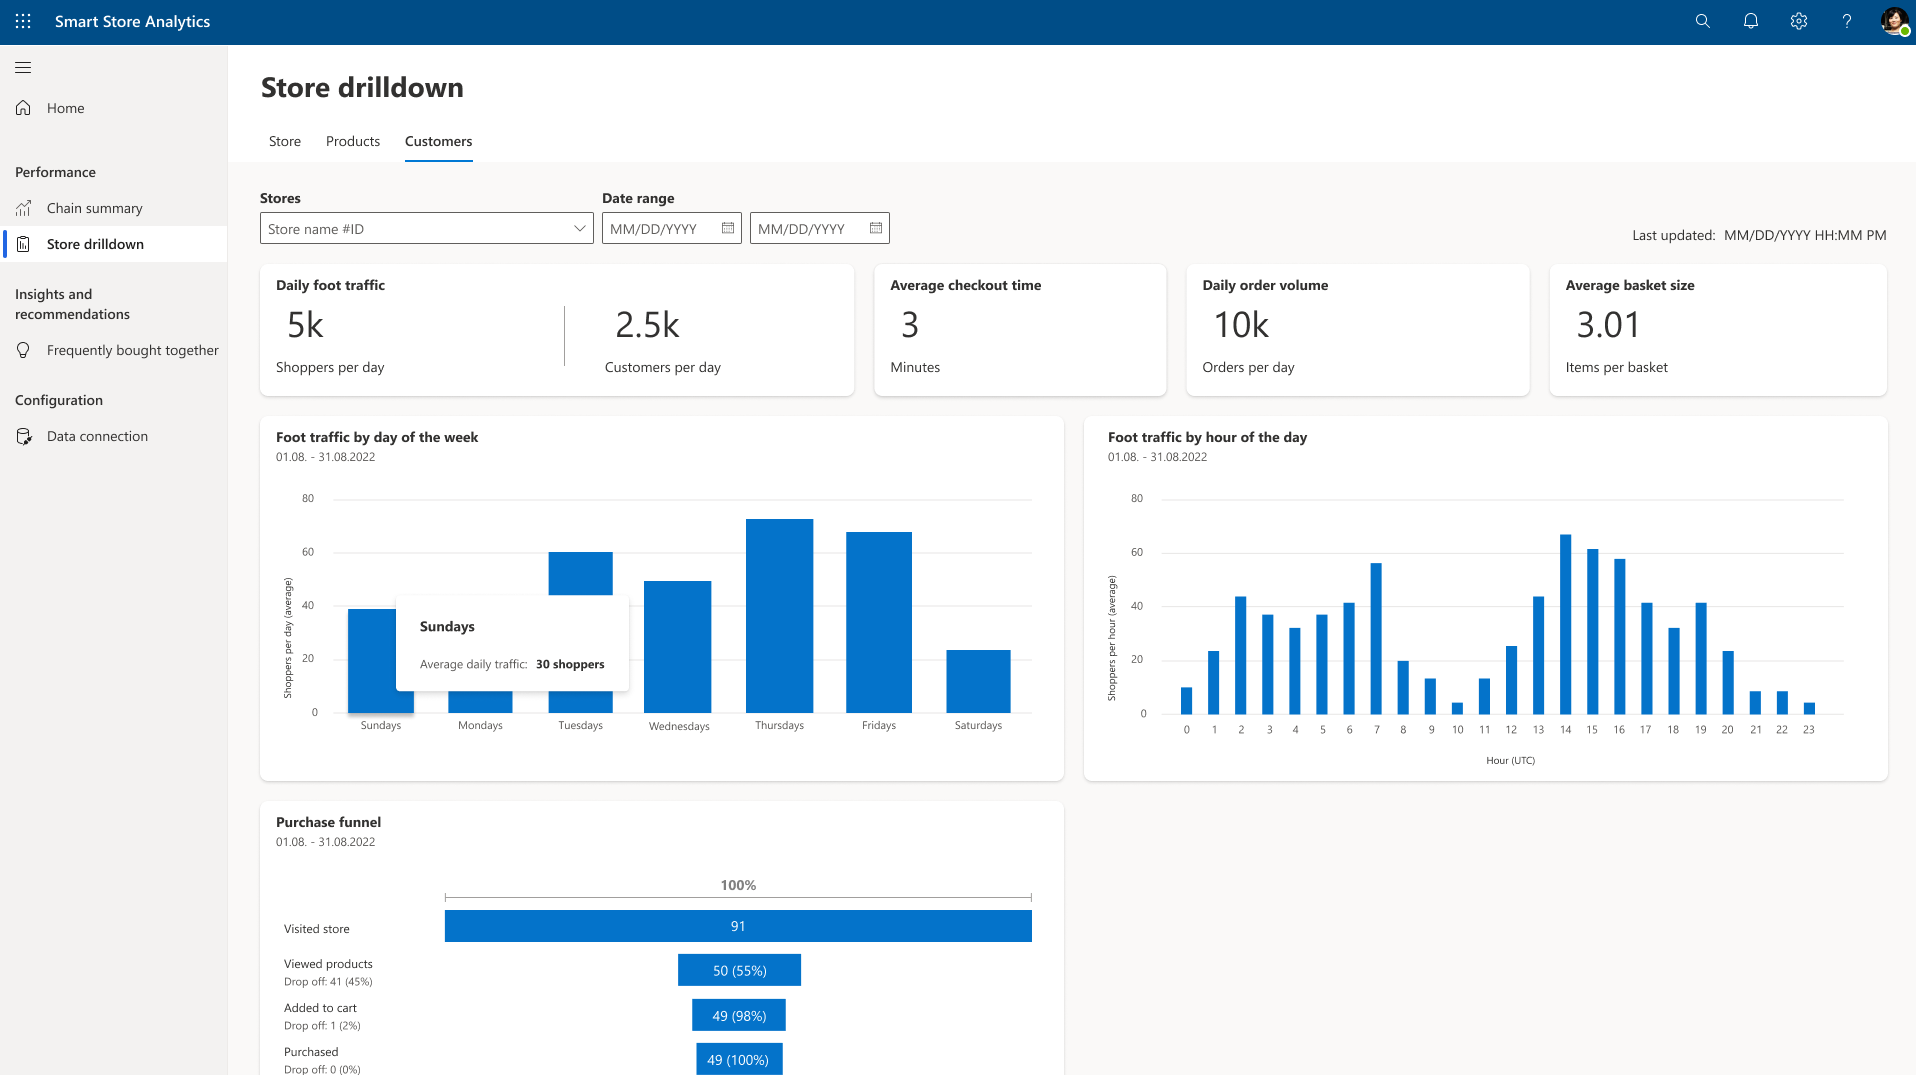 Smart Store Analytics
?
Home
Performance
Chain summary
Store drilldown
Insights and
recommendations
Frequently bought together
Configuration
Data connection
Store drilldown
Store Products Customers
Stores
Date range
Store name #ID
MM/DD/YYYY
MM/DD/YYYY
Last updated: MM/DD/YYYY HH:MM PM
Daily foot traffic
5k
2.5k
Shoppers per day
Customers per day
Average checkout time
3
Minutes
Daily order volume
10k
Orders per day
Average basket size
3.01
Items per basket
Foot traffic by day of the week
01.08. - 31.08.2022
80
60
40
20
0
Shoppers per day (average)
Sundays
Average daily traffic: 30 shoppers
Sundays Mondays Tuesdays Wednesdays Thursdays Fridays Saturdays
Foot traffic by hour of the day
01.08. - 31.08.2022
80
60
40
20
0
Shoppers per hour (average)
0 1 2 3 4 5 6 7 8 9 10 11 12 13 14 15 16 17 18 19 20 21 22 23
Hour (UTC)
Purchase funnel
01.08. - 31.08.2022
100%
Visited store
91
Viewed products
Drop off: 41 (45%)
50 (55%)
Added to cart
Drop off: 1 (2%)
49 (98%)
Purchased
Drop off: 0 (0%)
49 (100%)